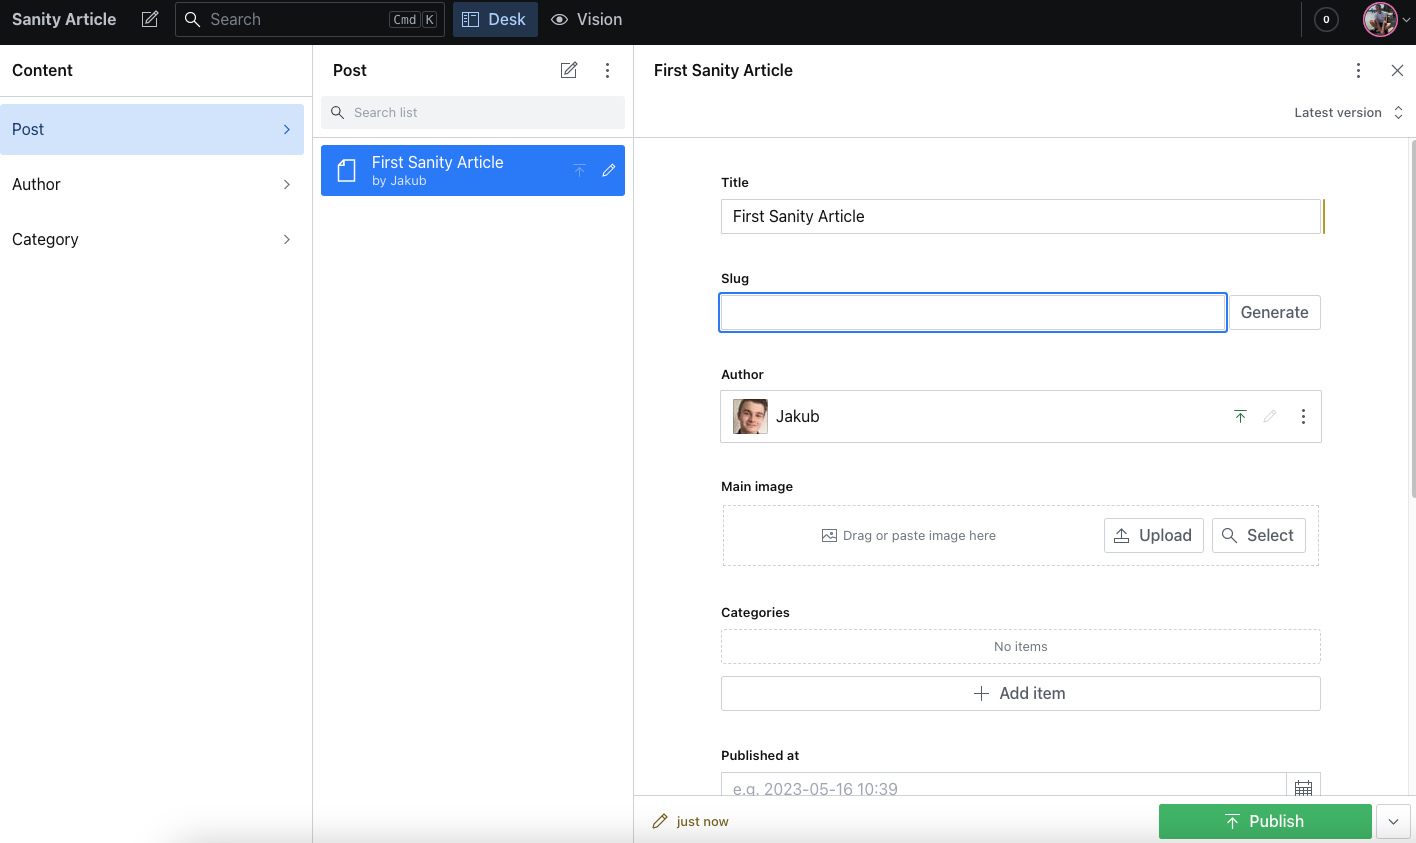 Sanity Article
Search
Cmd K
Desk
Vision
0
Content
Post
Author
Category
Post
Search list
First Sanity Article
by Jakub
First Sanity Article
Latest version
Title
First Sanity Article
Slug
Generate
Author
Jakub
Main image
Drag or paste image here
Upload
Select
Categories
No items
Add item
Published at
e.g. 2023-05-16 10:39
just now
Publish